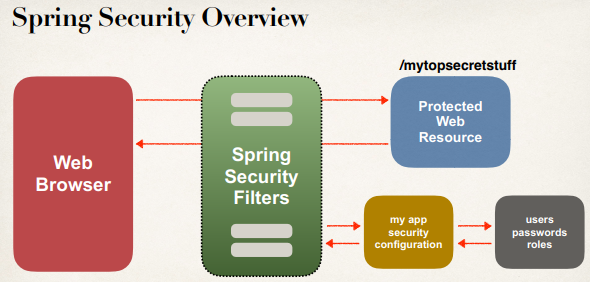 Spring Security Overview
/mytopsecretstuff
Web
Browser
Spring
Security
Filters
Protected
Web
Resource
my app
security
configuration
users
passwords
roles